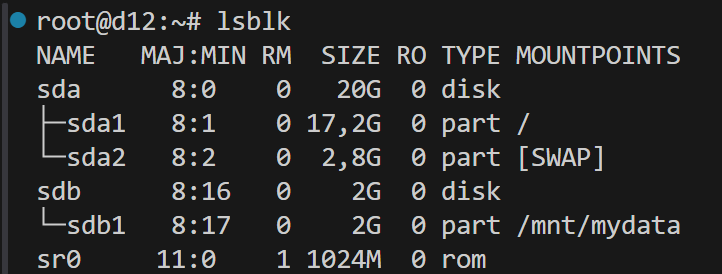 root@d12:~# lsblk
NAME   MAJ:MIN RM  SIZE RO TYPE MOUNTPOINTS
sda      8:0    0   20G  0 disk
├─sda1   8:1    0 17,2G  0 part /
└─sda2   8:2    0  2,8G  0 part [SWAP]
sdb      8:16   0    2G  0 disk
└─sdb1   8:17   0    2G  0 part /mnt/mydata
sr0     11:0    1 1024M  0 rom